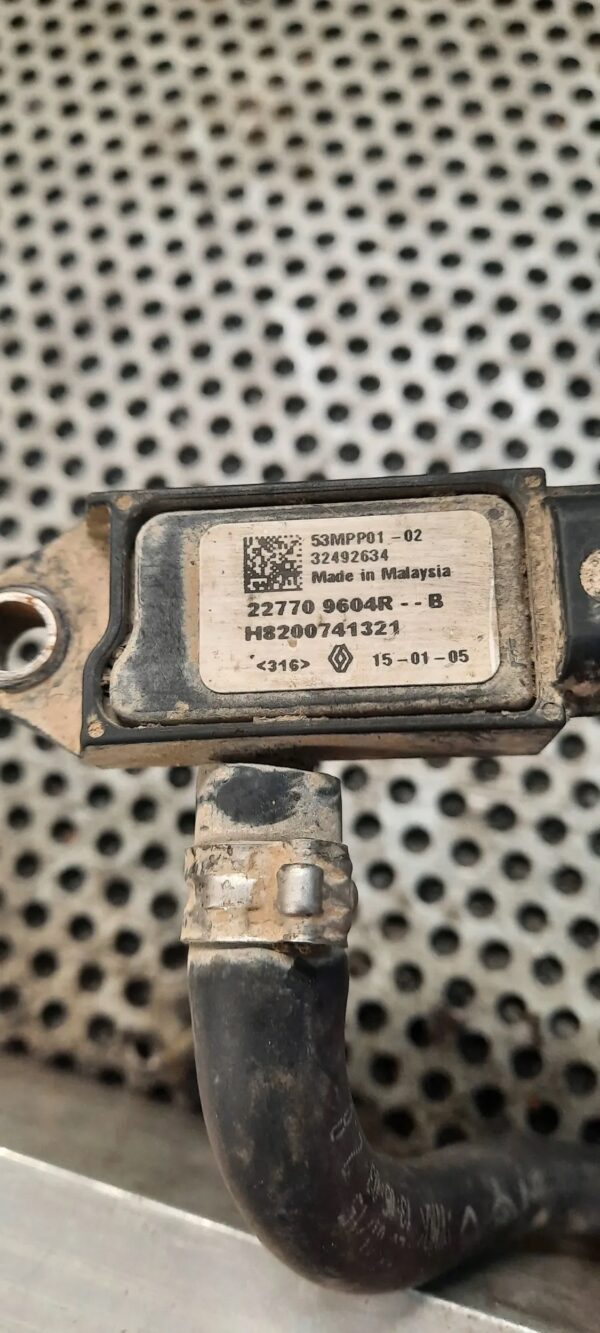 53MPP01-02
32492634
Made in Malaysia
22770 9604R--B
H8200741321
<316> 15-01-05